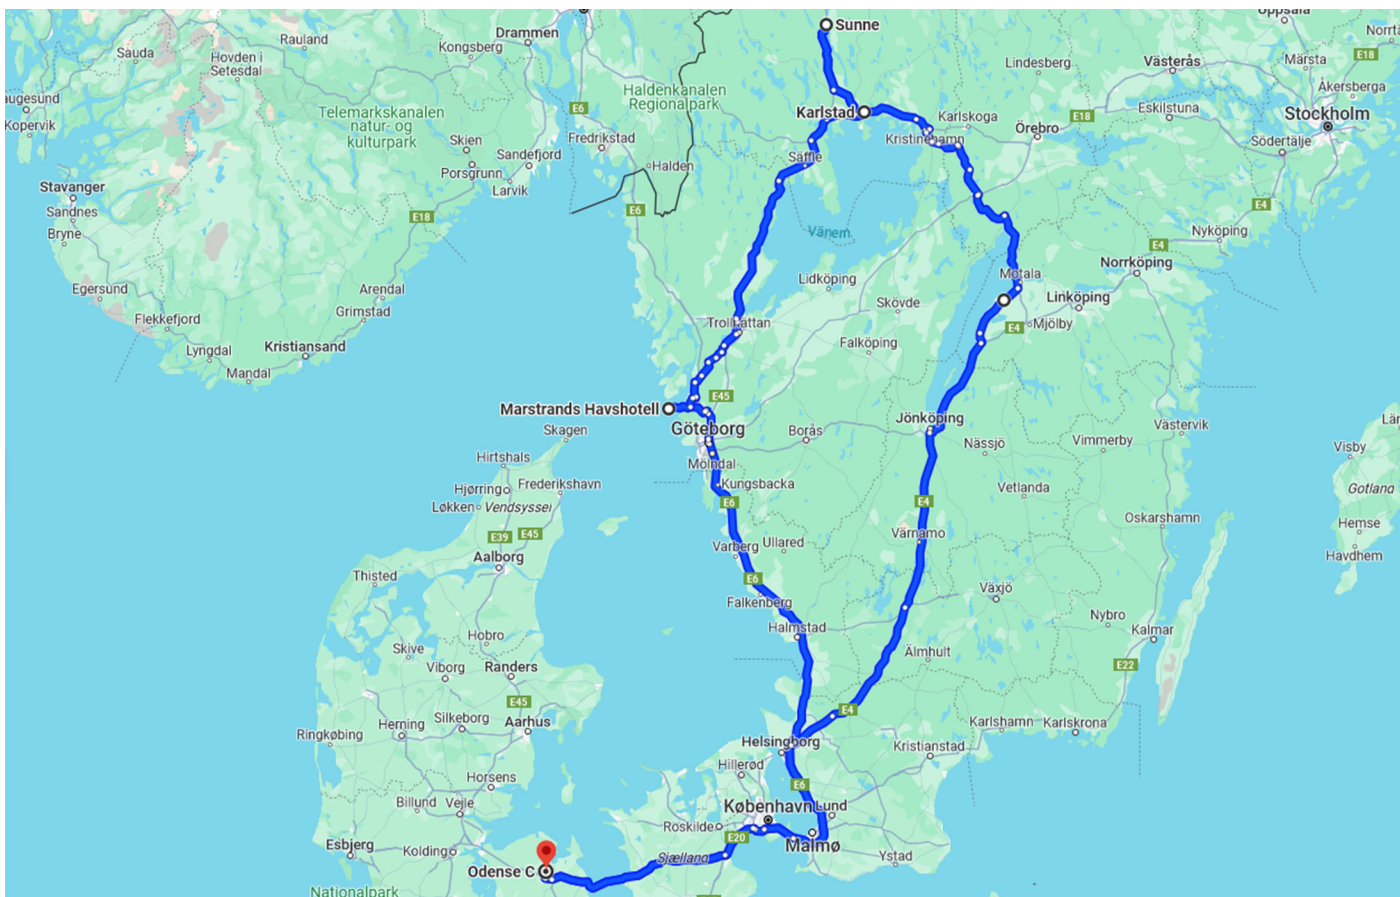 Uppsala
Sunne
Drammen
Rauland
Sauda
Kongsberg
Norrtä
E18
Hovden i
Setesdal
Lindesberg
Västerås
Märsta
Haldenkanalen
Regionalpark
Åkersberga
augesund
E6
Eskilstuna
Telemarkskanalen
natur- og
kulturpark
Karlstad
Karlskoga
E18
Stockholm
Kopervik
Örebro
Skien
Fredrikstad
Kristinehamn
Södertälje
Sandefjord
Säffle
Halden
Porsgrunn
Stavanger
Larvik
Sandnes
E18
E6
E4
Bryne
Vänern
Nyköping
E4
Norrköping
Motala
Lidköping
Egersund
Arendal
Skövde
Linköping
Grimstad
Flekkefjord
Trollhättan
E4
Mjölby
Kristiansand
Falköping
Lyngdal
Mandal
E45
Marstrands Havshotell
Jönköping
Göteborg
Skagen
Borås
Nässjö
Vimmerby
Västervik
Län
Visby
Hirtshals
Mölndal
Hjørring
Frederikshavn
Kungsbacka
Vetlanda
Gotland
Løkken
Vendsyssel
E6
E4
Oskarshamn
Hemse
E39
E45
Värnamo
Aalborg
Varberg
Ullared
Havdhem
Thisted
E6
Växjö
Falkenberg
Nybro
Halmstad
Kalmar
Hobro
Skive
Älmhult
Viborg
Randers
E22
E45
E4
Herning
Silkeborg
Aarhus
Karlshamn
Karlskrona
Ringkøbing
Helsingborg
Kristianstad
Hillerød
Horsens
E6
Billund
Vejle
København
Lund
Roskilde
E20
Esbjerg
Kolding
Sjælland
Malmø
Ystad
Odense C
Nationalpark